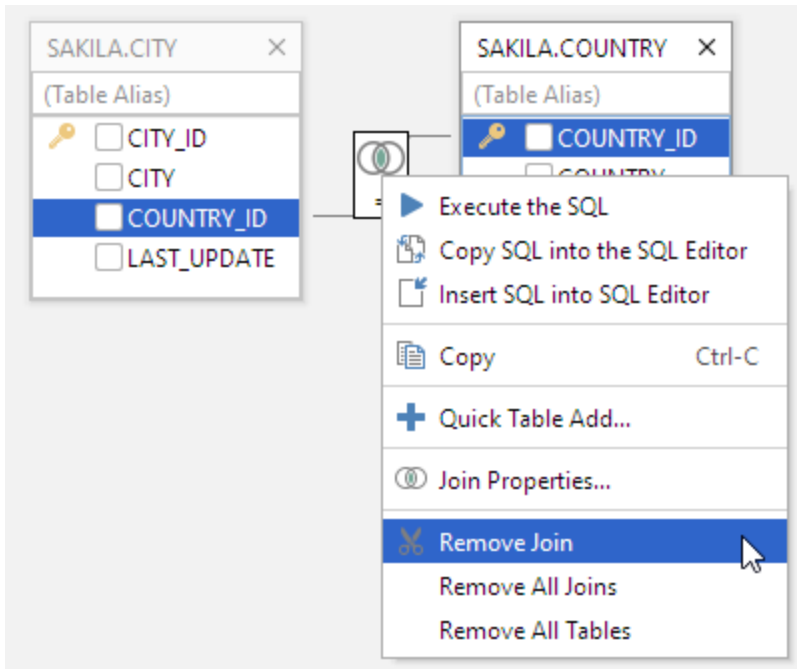 SAKILA.CITY
(Table Alias)
CITY_ID
CITY
COUNTRY_ID
LAST_UPDATE
SAKILA.COUNTRY
(Table Alias)
COUNTRY_ID
COUNTRY
=
Execute the SQL
Copy SQL into the SQL Editor
Insert SQL into SQL Editor
Copy Ctrl-C
Quick Table Add...
Join Properties...
Remove Join
Remove All Joins
Remove All Tables